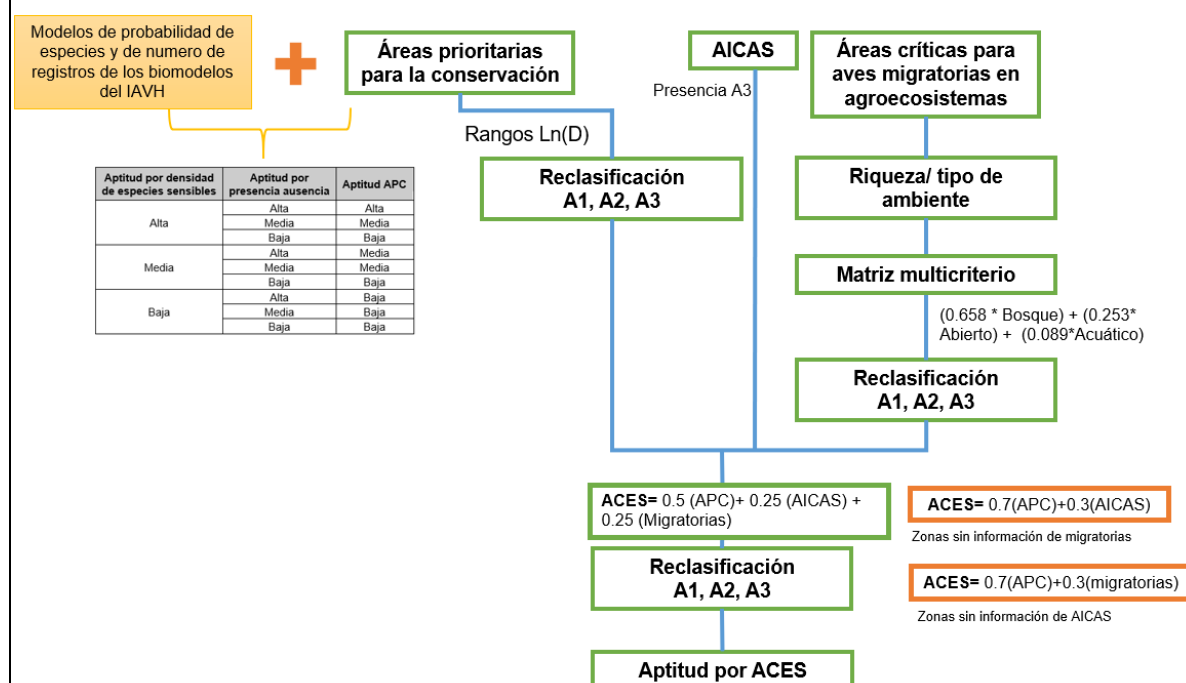 Modelos de probabilidad de
especies y de numero de
registros de los biomodelos
del IAVH
Áreas prioritarias
para la conservación
AICAS
Áreas críticas para
aves migratorias en
agroecosistemas
Presencia A3
Rangos Ln(D)
Reclasificación
A1, A2, A3
Riqueza/ tipo de
ambiente
Aptitud por densidad
de especies sensibles
Aptitud por
presencia ausencia
Aptitud APC
Alta
Alta
Alta
Media
Media
Baja
Baja
Media
Alta
Media
Media
Media
Baja
Baja
Baja
Alta
Baja
Media
Baja
Baja
Baja
Matriz multicriterio
(0.658 * Bosque) + (0.253*
Abierto) + (0.089*Acuático)
Reclasificación
A1, A2, A3
ACES= 0.5 (APC)+ 0.25 (AICAS) +
0.25 (Migratorias)
ACES= 0.7(APC)+0.3(AICAS)
Zonas sin información de migratorias
Reclasificación
A1, A2, A3
ACES= 0.7(APC)+0.3(migratorias)
Zonas sin información de AICAS
Aptitud por ACES